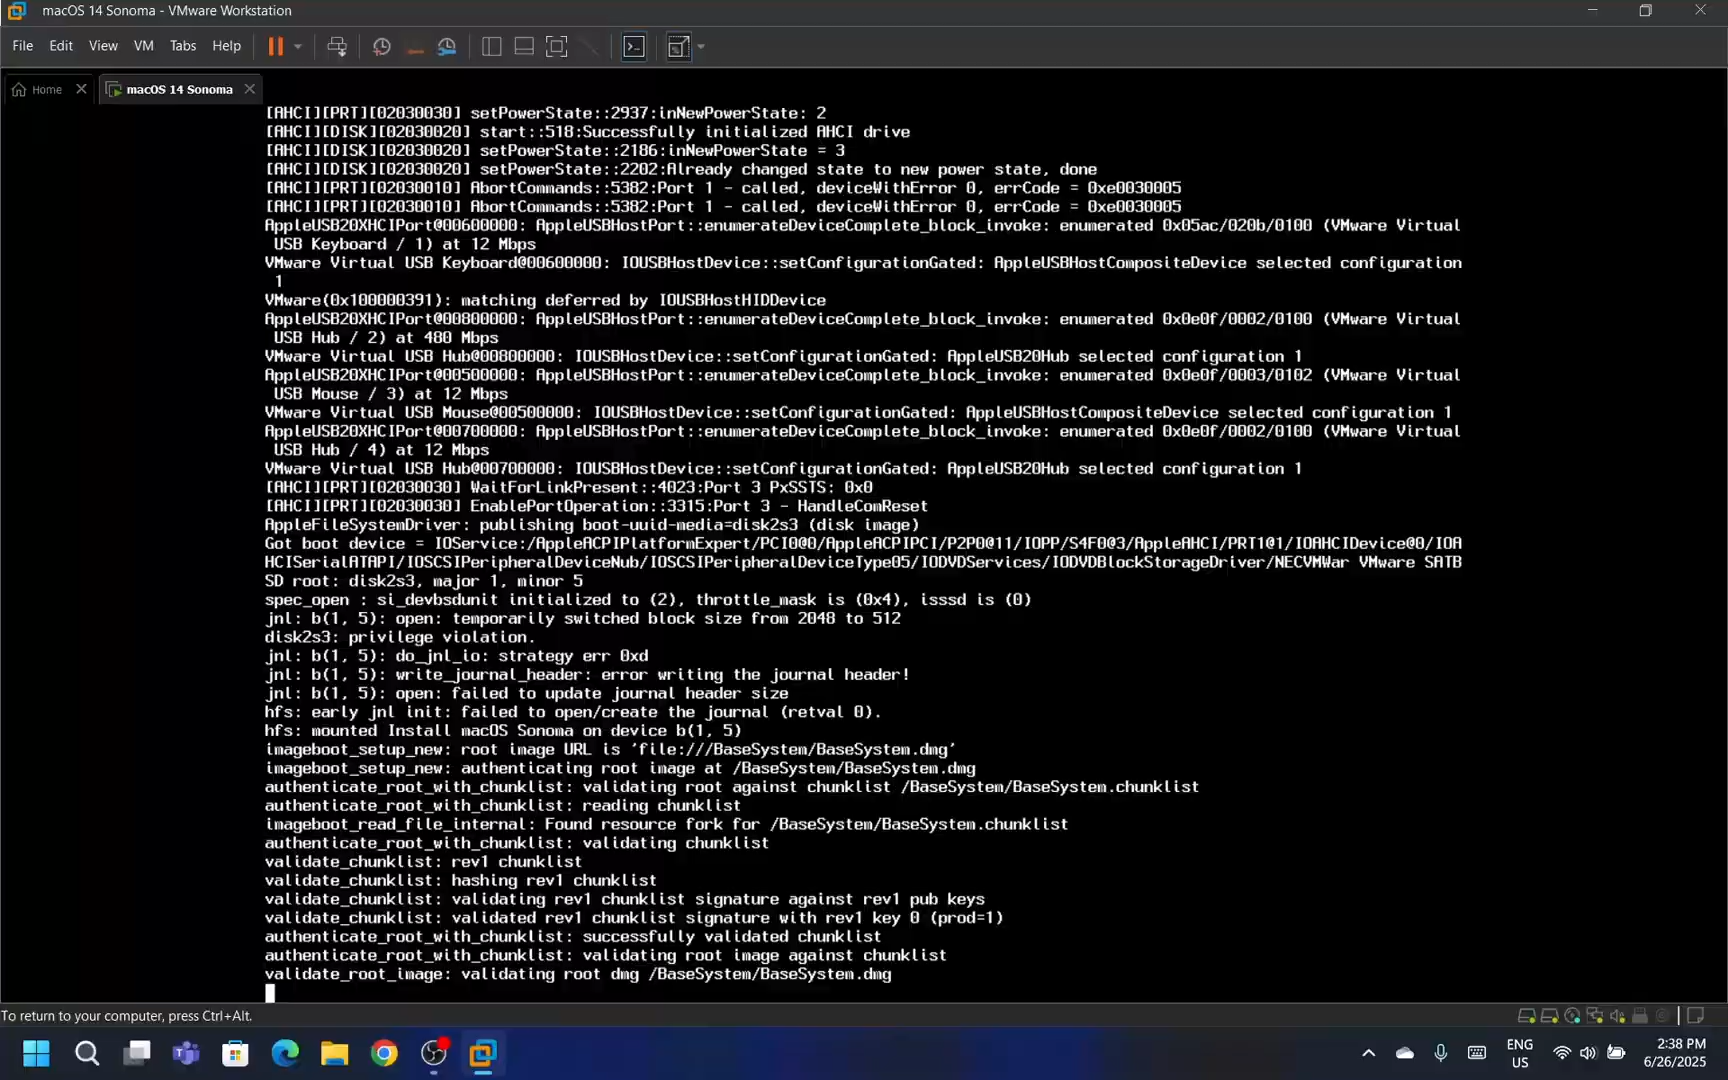 macOS 14 Sonoma - VMware Workstation
File Edit View VM Tabs Help
Home
macOS 14 Sonoma
[AHCI][PRT][02030030] setPowerState::2937:inNewPowerState: 2
[AHCI][DISK][02030020] start::518:Successfully initialized AHCI drive
[AHCI][DISK][02030020] setPowerState::2186:inNewPowerState = 3
[AHCI][DISK][02030020] setPowerState::2202:Already changed state to new power state, done
[AHCI][PRT][02030010] AbortCommands::5382:Port 1 - called, deviceWithError 0, errCode = 0xe0030005
[AHCI][PRT][02030010] AbortCommands::5382:Port 1 - called, deviceWithError 0, errCode = 0xe0030005
AppleUSB20XHCIPort@00600000: AppleUSBHostPort::enumerateDeviceComplete_block_invoke: enumerated 0x05ac/020b/0100 (VMware Virtual
USB Keyboard / 1) at 12 Mbps
VMware Virtual USB Keyboard@00600000: IOUSBHostDevice::setConfigurationGated: AppleUSBHostCompositeDevice selected configuration
1
VMware(0x100000391): matching deferred by IOUSBHostHIDDevice
AppleUSB20XHCIPort@00800000: AppleUSBHostPort::enumerateDeviceComplete_block_invoke: enumerated 0x0e0f/0002/0100 (VMware Virtual
USB Hub / 2) at 480 Mbps
VMware Virtual USB Hub@00800000: IOUSBHostDevice::setConfigurationGated: AppleUSB20Hub selected configuration 1
AppleUSB20XHCIPort@00500000: AppleUSBHostPort::enumerateDeviceComplete_block_invoke: enumerated 0x0e0f/0003/0102 (VMware Virtual
USB Mouse / 3) at 12 Mbps
VMware Virtual USB Mouse@00500000: IOUSBHostDevice::setConfigurationGated: AppleUSBHostCompositeDevice selected configuration 1
AppleUSB20XHCIPort@00700000: AppleUSBHostPort::enumerateDeviceComplete_block_invoke: enumerated 0x0e0f/0002/0100 (VMware Virtual
USB Hub / 4) at 12 Mbps
VMware Virtual USB Hub@00700000: IOUSBHostDevice::setConfigurationGated: AppleUSB20Hub selected configuration 1
[AHCI][PRT][02030030] WaitForLinkPresent::4023:Port 3 PxSSTS: 0x0
[AHCI][PRT][02030030] EnablePortOperation::3315:Port 3 - HandleComReset
AppleFileSystemDriver: publishing boot-uuid-media=disk2s3 (disk image)
Got boot device = IOService:/AppleACPIPlatformExpert/PCI0@0/AppleACPIPCI/P2P0@11/IOPP/S4F0@3/AppleAHCI/PRT1@1/IOAHCIDevice@0/IOA
HCISerialATAPI/IOSCSIPeripheralDeviceNub/IOSCSIPeripheralDeviceType05/IODVDServices/IODVDBlockStorageDriver/NECVMWar VMware SATB
SD root: disk2s3, major 1, minor 5
spec_open : si_devbsdunit initialized to (2), throttle_mask is (0x4), isssd is (0)
jnl: b(1, 5): open: temporarily switched block size from 2048 to 512
disk2s3: privilege violation.
jnl: b(1, 5): do_jnl_io: strategy err 0xd
jnl: b(1, 5): write_journal_header: error writing the journal header!
jnl: b(1, 5): open: failed to update journal header size
hfs: early jnl init: failed to open/create the journal (retval 0).
hfs: mounted Install macOS Sonoma on device b(1, 5)
imageboot_setup_new: root image URL is 'file:///BaseSystem/BaseSystem.dmg'
imageboot_setup_new: authenticating root image at /BaseSystem/BaseSystem.dmg
authenticate_root_with_chunklist: validating root against chunklist /BaseSystem/BaseSystem.chunklist
authenticate_root_with_chunklist: reading chunklist
imageboot_read_file_internal: Found resource fork for /BaseSystem/BaseSystem.chunklist
authenticate_root_with_chunklist: validating chunklist
validate_chunklist: rev1 chunklist
validate_chunklist: hashing rev1 chunklist
validate_chunklist: validating rev1 chunklist signature against rev1 pub keys
validate_chunklist: validated rev1 chunklist signature with rev1 key 0 (prod=1)
authenticate_root_with_chunklist: successfully validated chunklist
authenticate_root_with_chunklist: validating root image against chunklist
validate_root_image: validating root dmg /BaseSystem/BaseSystem.dmg
To return to your computer, press Ctrl+Alt.
ENG
US
2:38 PM
6/26/2025